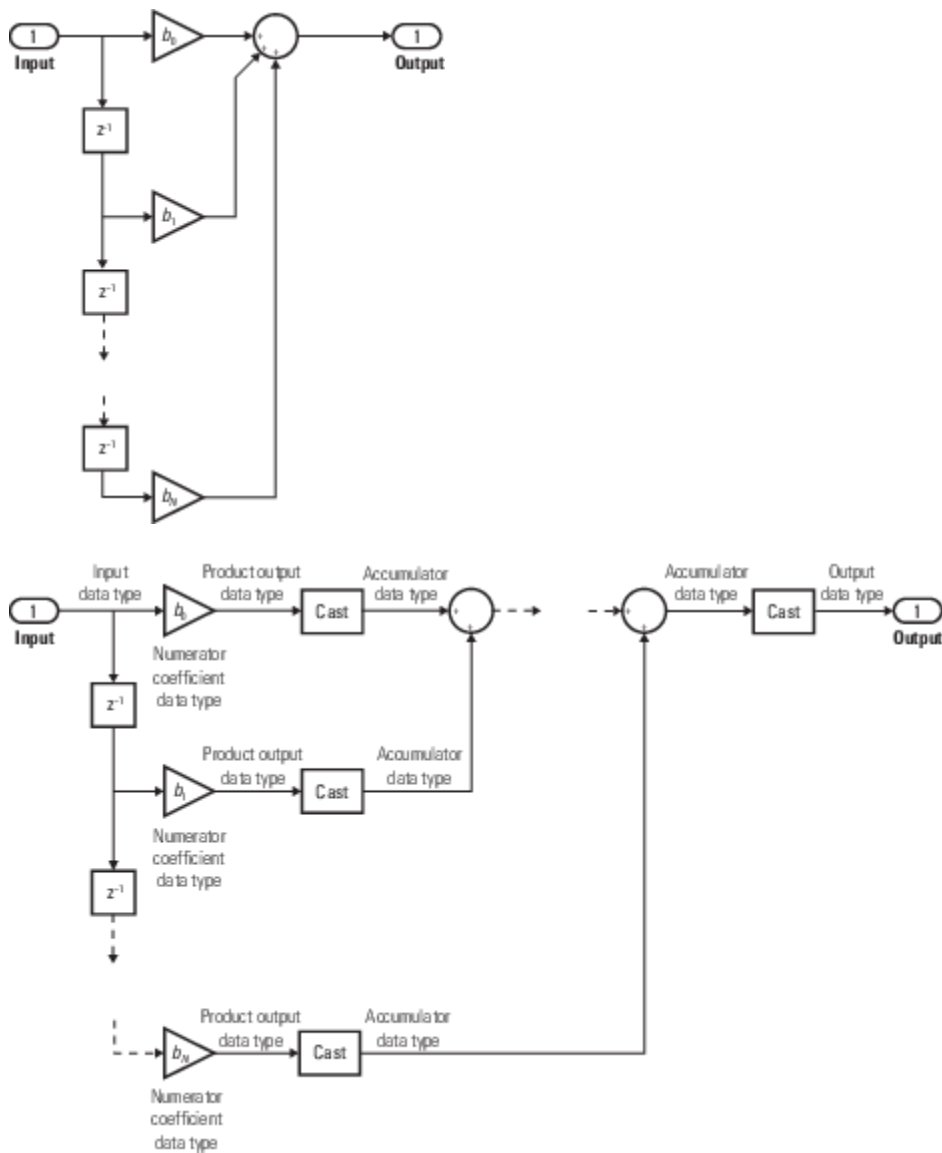 1
b₀
1
Input
Output
z⁻¹
b₁
z⁻¹
z⁻¹
b_N
Input
data type
Product output
data type
Accumulator
data type
Accumulator
data type
Output
data type
1
b₀
Cast
Cast
1
Input
Output
Numerator
coefficient
data type
z⁻¹
Product output
data type
Accumulator
data type
b₁
Cast
Numerator
coefficient
data type
z⁻¹
Product output
data type
Accumulator
data type
b_N
Cast
Numerator
coefficient
data type